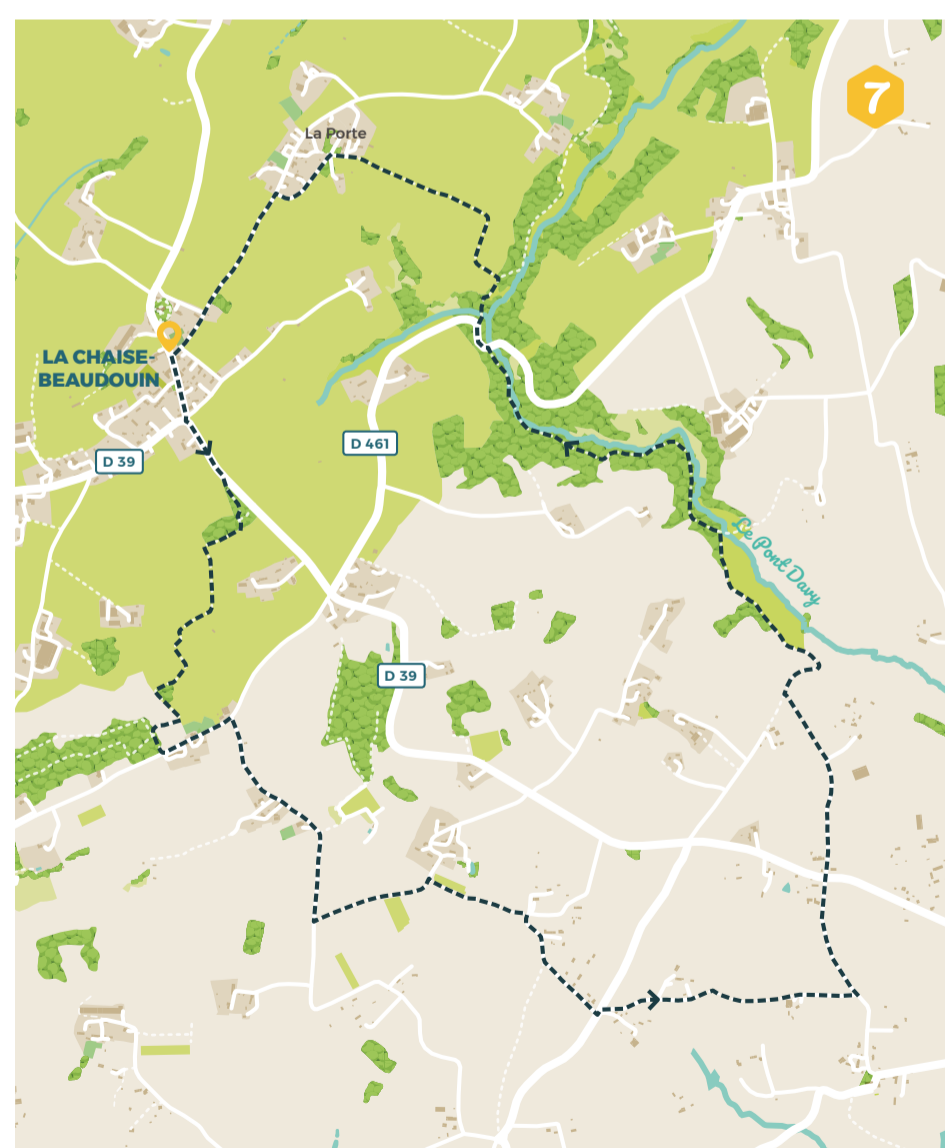 7
La Porte
LA CHAISE-
BEAUDOUIN
D 461
D 39
Le Pont Davy
D 39